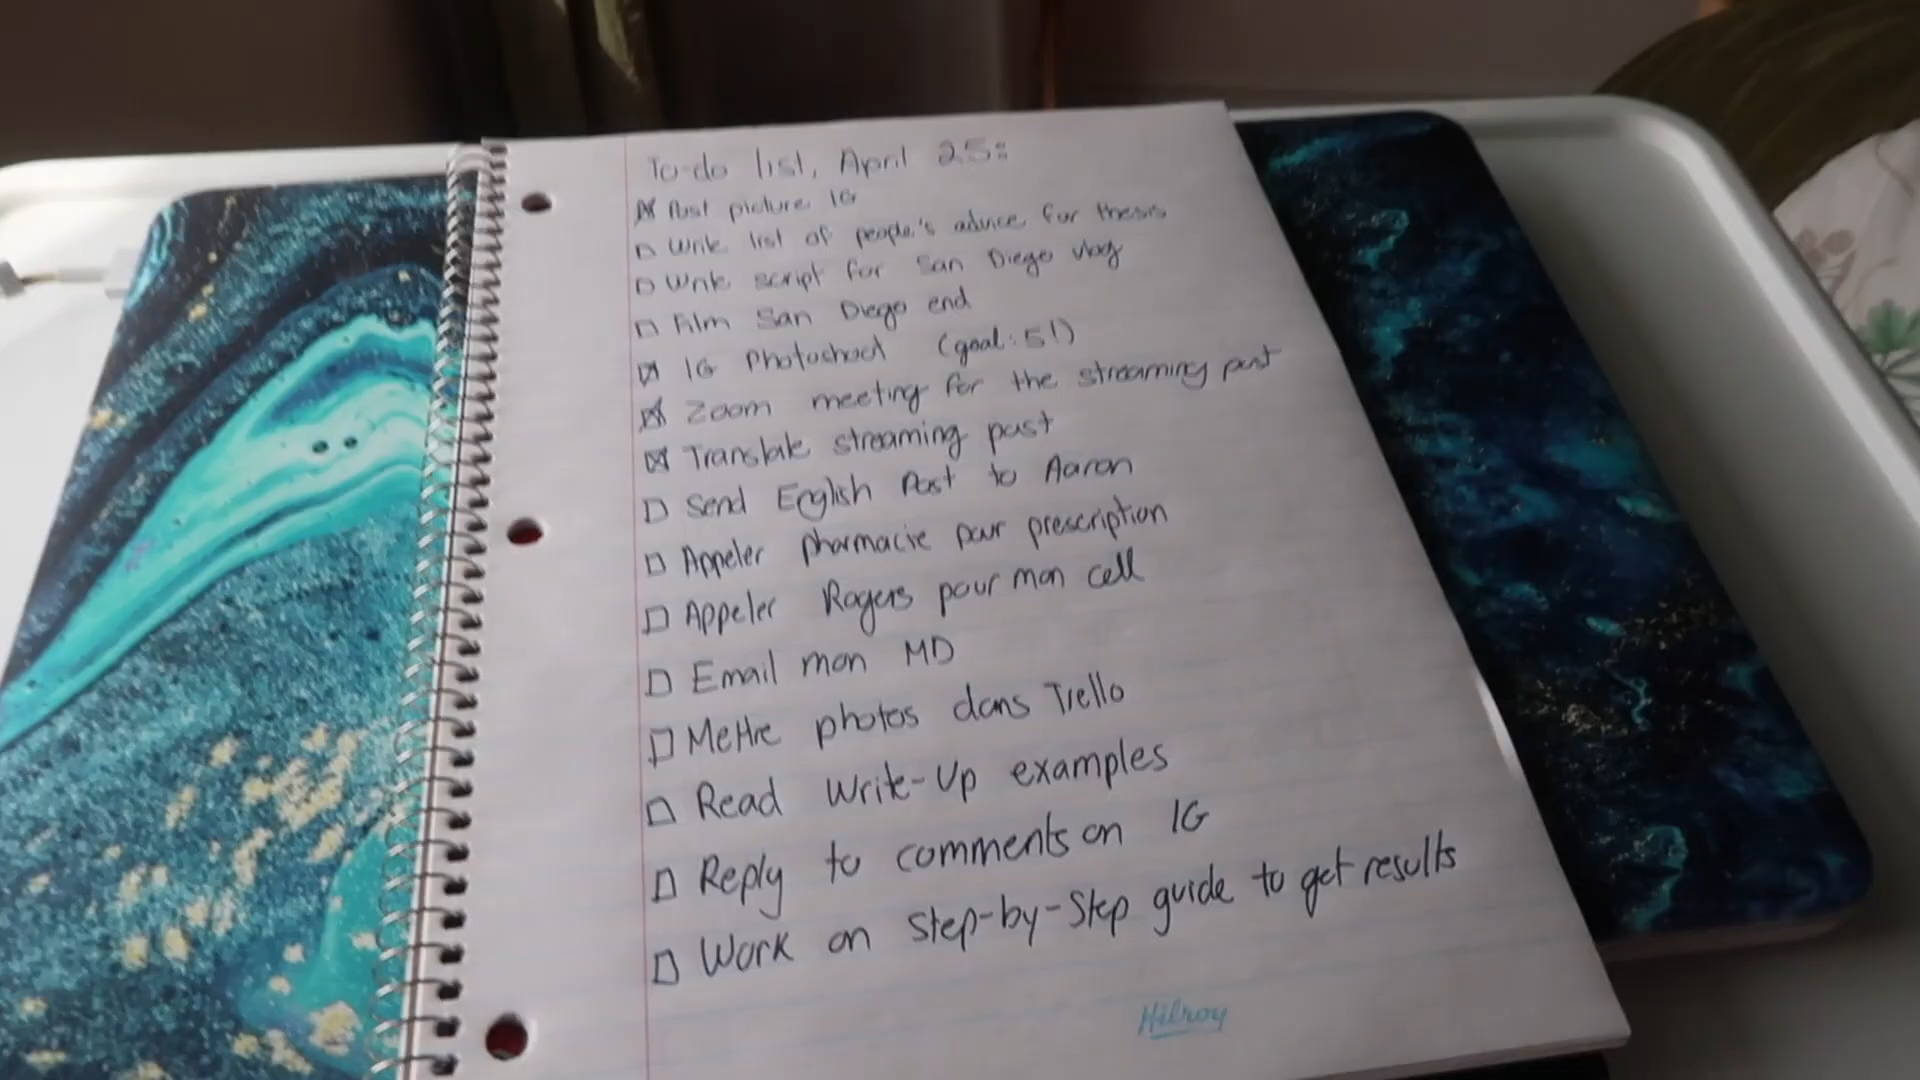 To-do list, April 25:
☒ Post picture IG
☐ Write list of people's advice for thesis
☐ Write script for San Diego vlog
☐ Film San Diego end
☒ IG Photoshoot (goal: 5!)
☒ Zoom meeting for the streaming post
☒ Translate streaming post
☐ Send English Post to Aaron
☐ Appeler pharmacie pour prescription
☐ Appeler Rogers pour mon cell
☐ Email mon MD
☐ Mettre photos dans Trello
☐ Read Write-Up examples
☐ Reply to comments on IG
☐ Work on Step-by-Step guide to get results
Hilroy